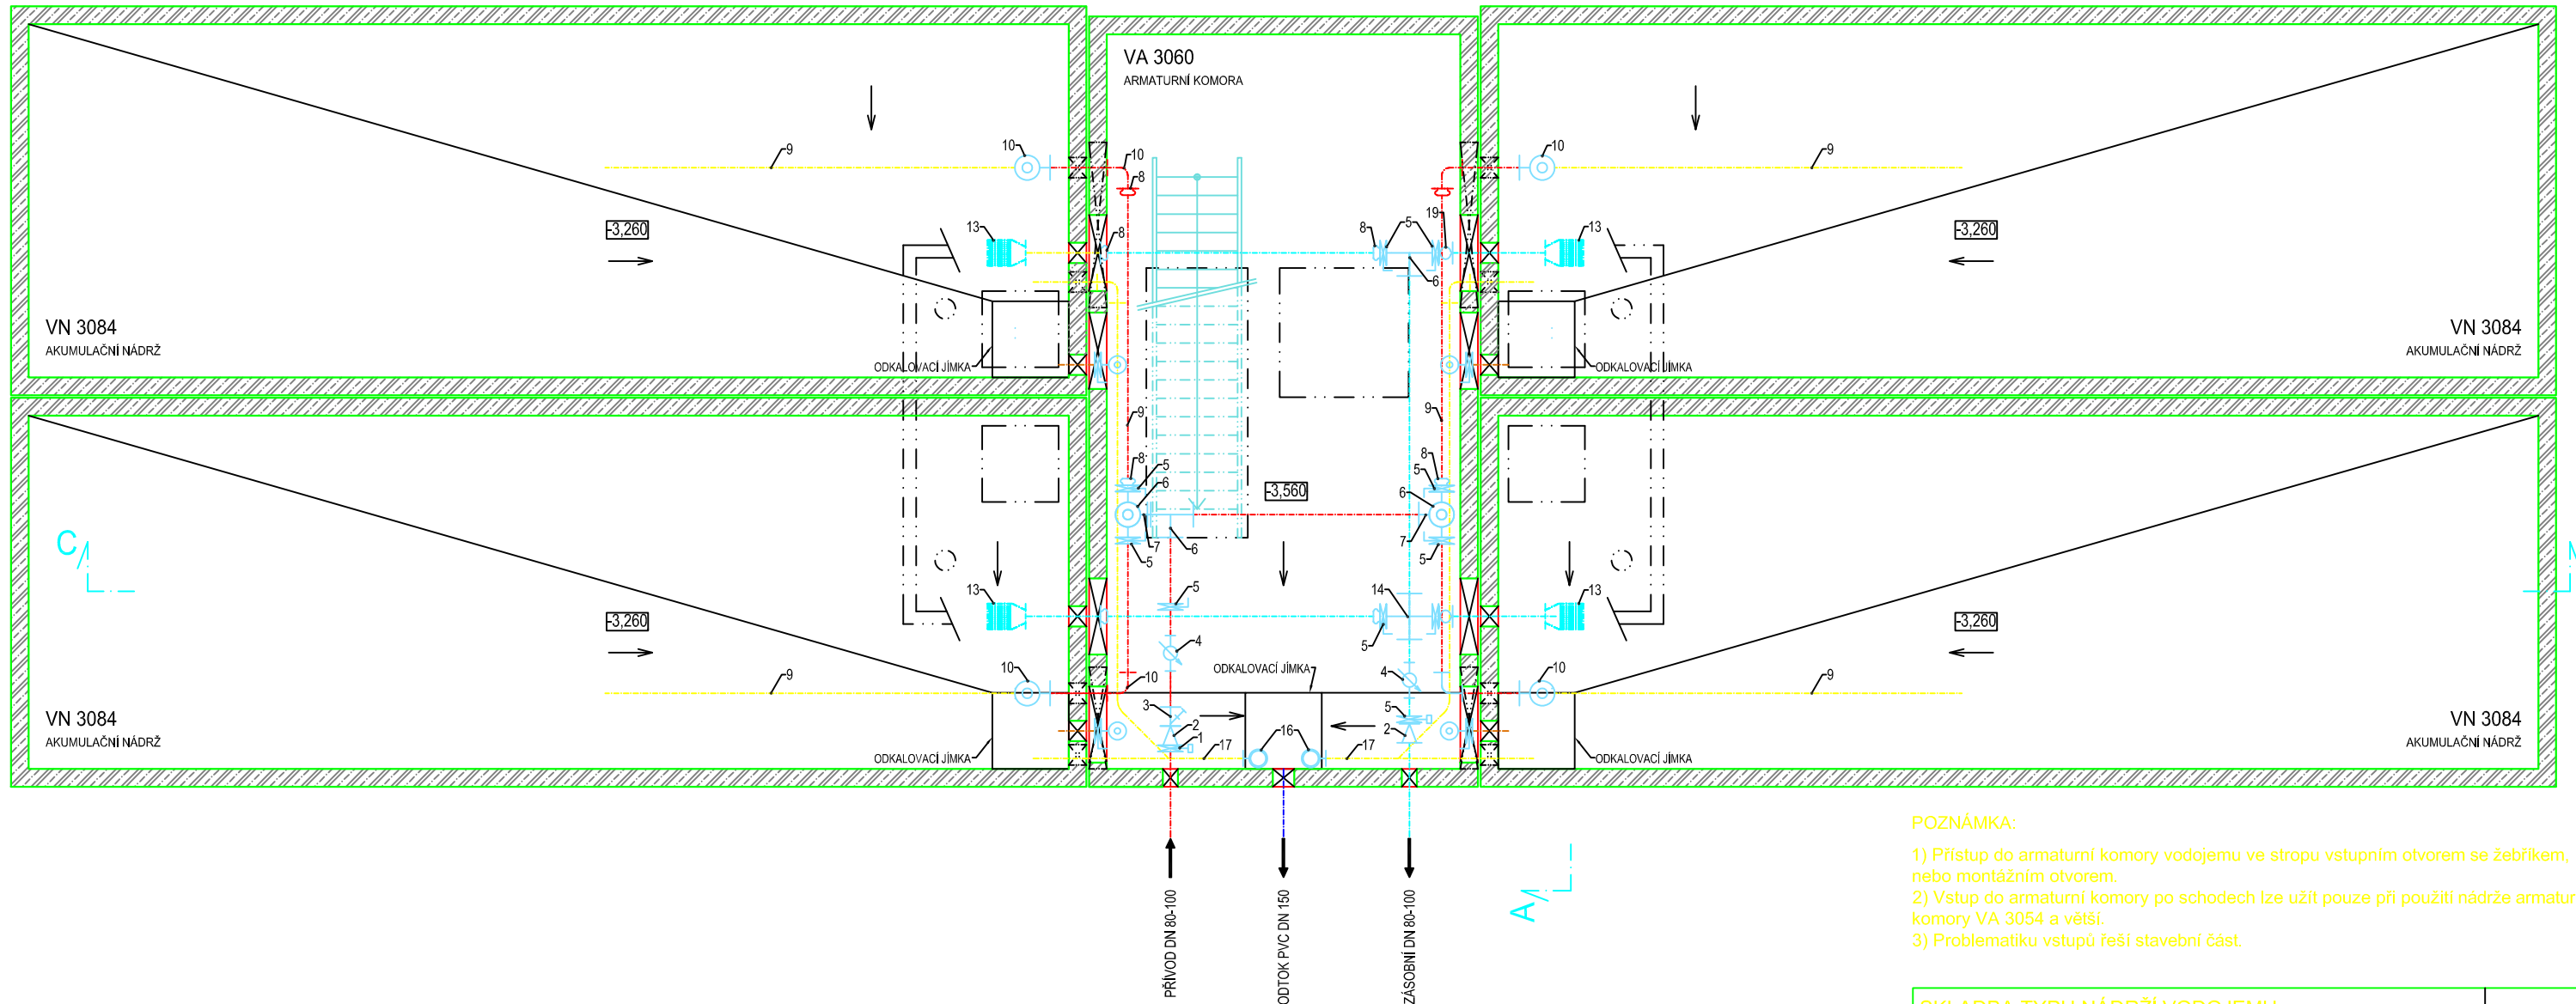 VA 3060
ARMATURNÍ KOMORA
9
10
10
8
10
9
-3,260
13
8
8
5
19
6
13
-3,260
VN 3084
AKUMULAČNÍ NÁDRŽ
ODKALOVACÍ JÍMKA
ODKALOVACÍ JÍMKA
VN 3084
AKUMULAČNÍ NÁDRŽ
9
9
8
5
6
-3,560
8
5
6
7
6
5
7
5
C
13
5
14
5
13
-3,260
4
4
-3,260
9
10
10
ODKALOVACÍ JÍMKA
10
9
VN 3084
AKUMULAČNÍ NÁDRŽ
3
2
1
17
16
17
5
2
VN 3084
AKUMULAČNÍ NÁDRŽ
ODKALOVACÍ JÍMKA
ODKALOVACÍ JÍMKA
PŘÍVOD DN 80-100
ODTOK PVC DN 150
ZÁSOBNÍ DN 80-100
A
POZNÁMKA:
1) Přístup do armaturní komory vodojemu ve stropu vstupním otvorem se žebříkem,
nebo montážním otvorem.
2) Vstup do armaturní komory po schodech lze užít pouze při použití nádrže armatur
komory VA 3054 a větší.
3) Problematiku vstupů řeší stavební část.